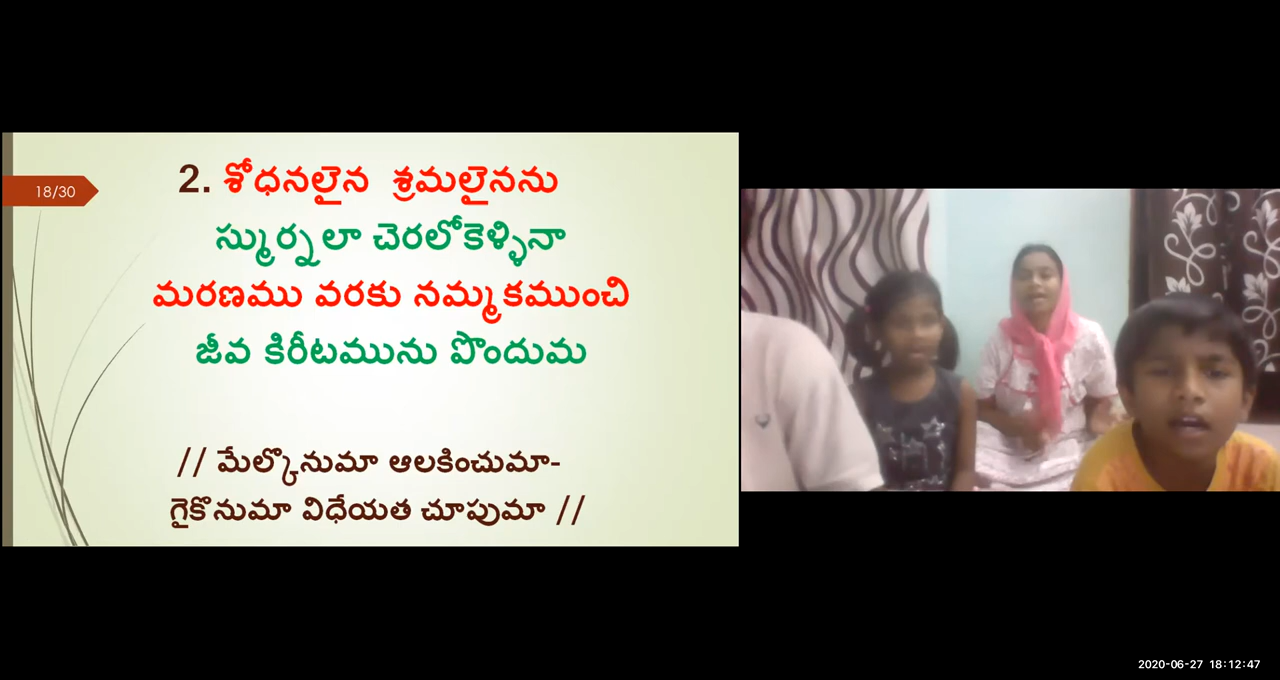 18/30
2. శోధనలైన శ్రమలైనను
స్ముర్నలా చెరలోకెళ్ళినా
మరణము వరకు నమ్మకముంచి
జీవ కిరీటమును పొందుమ
// మేల్కొనుమా ఆలకించుమా-
గైకొనుమా విధేయత చూపుమా //
2020-06-27 18:12:47